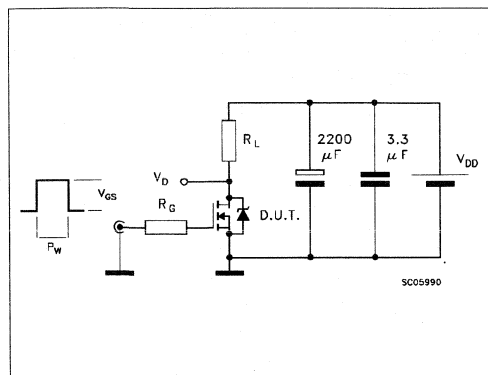 R_L
2200 μF
3.3 μF
V_DD
V_D
V_GS
R_G
D.U.T.
P_W
SC05990